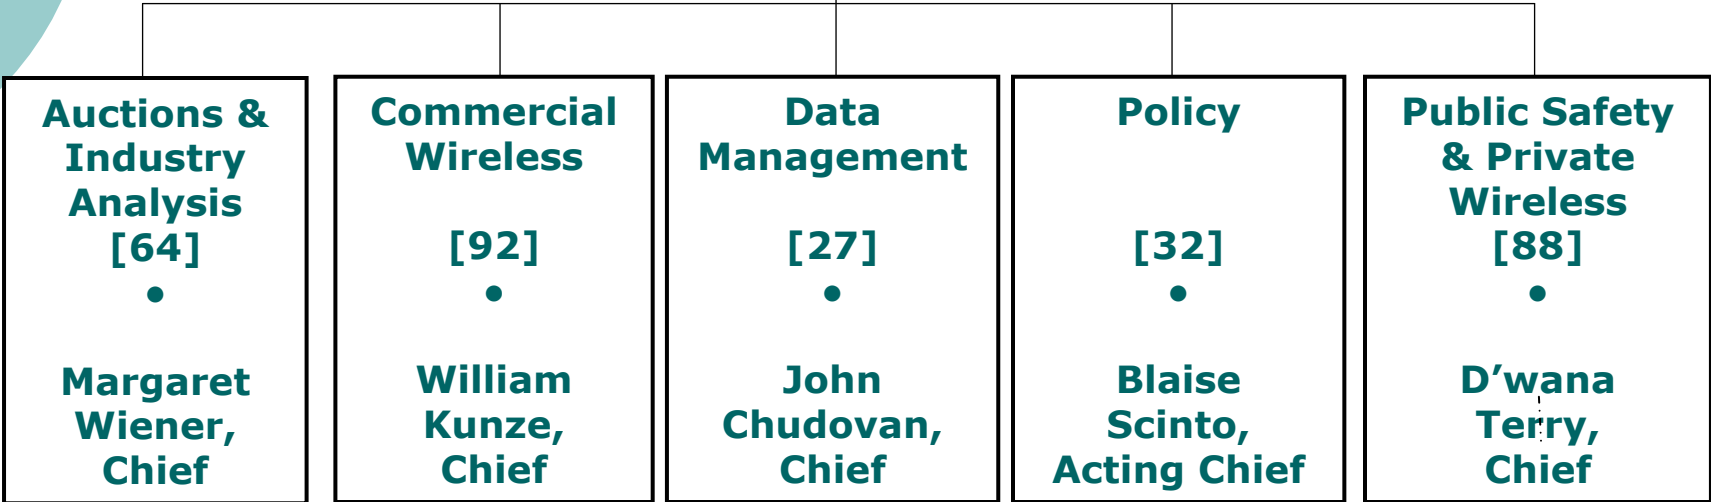 Auctions &
Industry
Analysis
[64]
•
Margaret
Wiener,
Chief
Commercial
Wireless
[92]
•
William
Kunze,
Chief
Data
Management
[27]
•
John
Chudovan,
Chief
Policy
[32]
•
Blaise
Scinto,
Acting Chief
Public Safety
& Private
Wireless
[88]
•
D’wana
Terry,
Chief